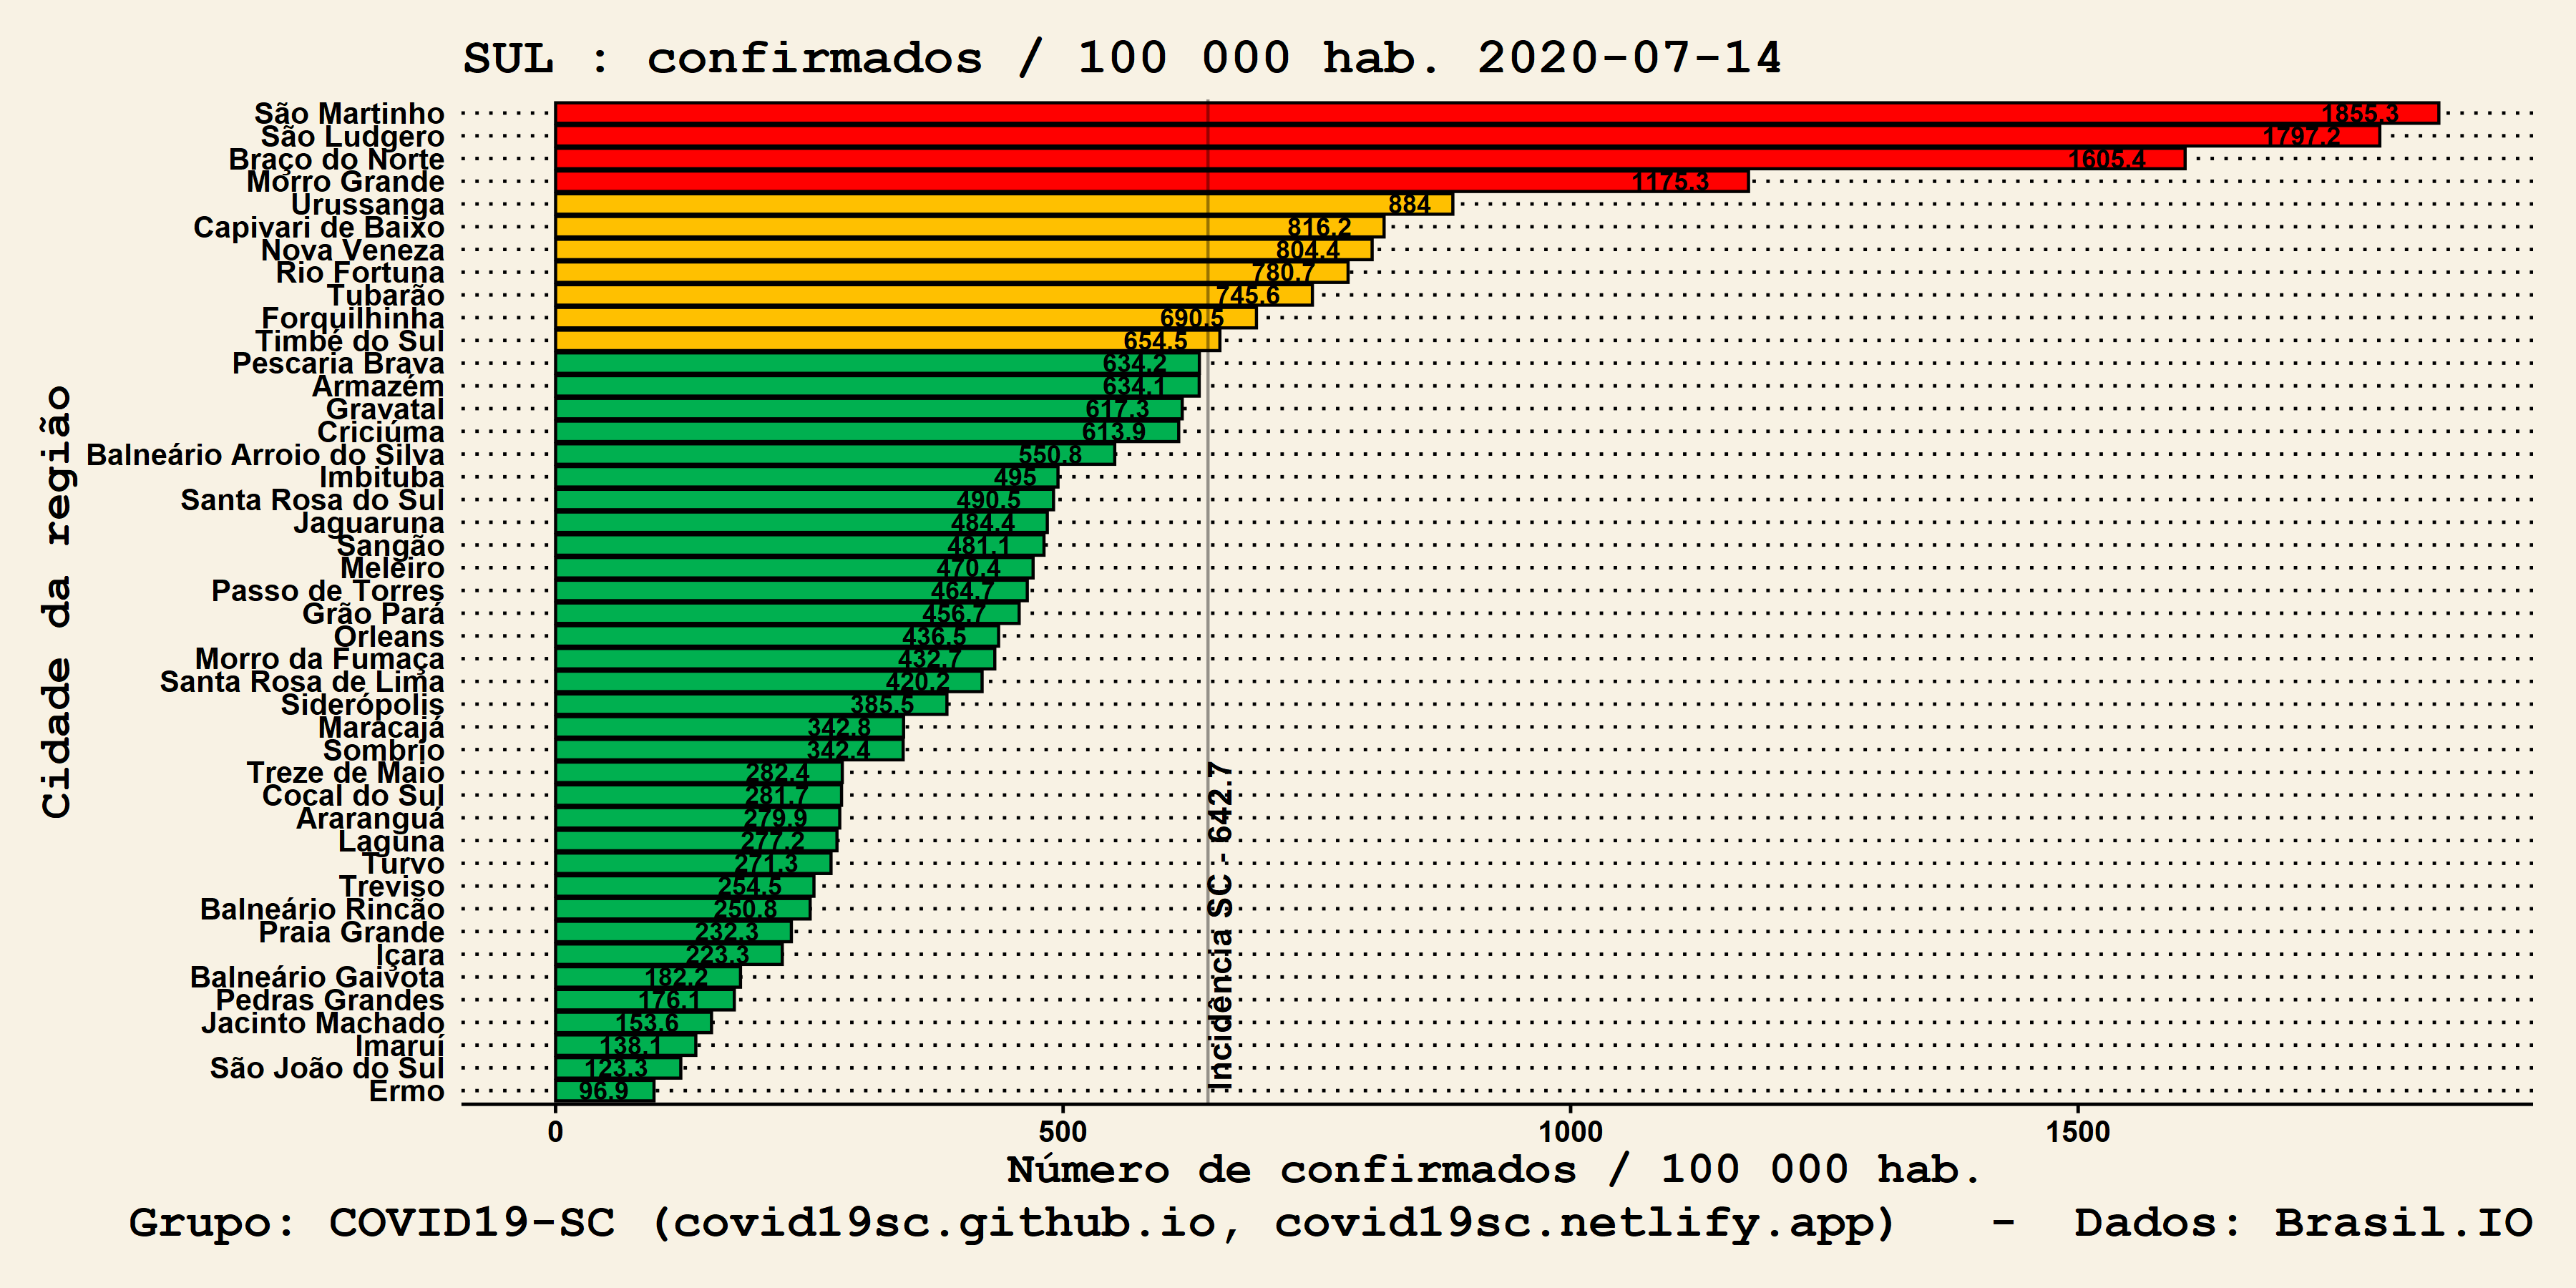 SUL : confirmados / 100 000 hab. 2020-07-14
Cidade da região
São Martinho 1855.3
São Ludgero 1797.2
Braço do Norte 1605.4
Morro Grande 1175.3
Urussanga 884
Capivari de Baixo 816.2
Nova Veneza 804.4
Rio Fortuna 780.7
Tubarão 745.6
Forquilhinha 690.5
Timbé do Sul 654.5
Pescaria Brava 634.2
Armazém 634.1
Gravatal 617.3
Criciúma 613.9
Balneário Arroio do Silva 550.8
Imbituba 495
Santa Rosa do Sul 490.5
Jaguaruna 484.4
Sangão 481.1
Meleiro 470.4
Passo de Torres 464.7
Grão Pará 456.7
Orleans 436.5
Morro da Fumaça 432.7
Santa Rosa de Lima 420.2
Siderópolis 385.5
Maracajá 342.8
Sombrio 342.4
Treze de Maio 282.4
Cocal do Sul 281.7
Araranguá 279.9
Laguna 277.2
Turvo 271.3
Treviso 254.5
Balneário Rincão 250.8
Praia Grande 232.3
Içara 223.3
Balneário Gaivota 182.2
Pedras Grandes 176.1
Jacinto Machado 153.6
Imaruí 138.1
São João do Sul 123.3
Ermo 96.9
Incidência SC - 642.7
0 500 1000 1500
Número de confirmados / 100 000 hab.
Grupo: COVID19-SC (covid19sc.github.io, covid19sc.netlify.app) - Dados: Brasil.IO